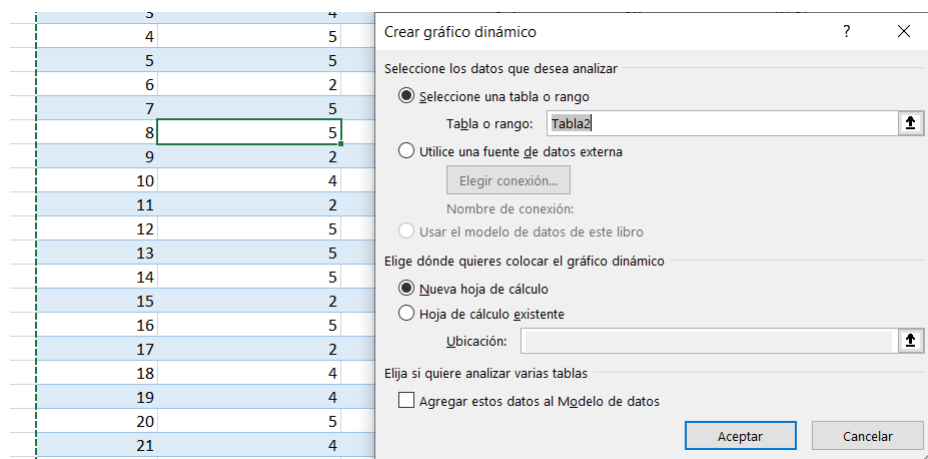 3 4
4 5
5 5
6 2
7 5
8 5
9 2
10 4
11 2
12 5
13 5
14 5
15 2
16 5
17 2
18 4
19 4
20 5
21 4
Crear gráfico dinámico ?
Seleccione los datos que desea analizar
Seleccione una tabla o rango
Tabla o rango: Tabla2
Utilice una fuente de datos externa
Elegir conexión...
Nombre de conexión:
Usar el modelo de datos de este libro
Elige dónde quieres colocar el gráfico dinámico
Nueva hoja de cálculo
Hoja de cálculo existente
Ubicación:
Elija si quiere analizar varias tablas
Agregar estos datos al Modelo de datos
Aceptar Cancelar